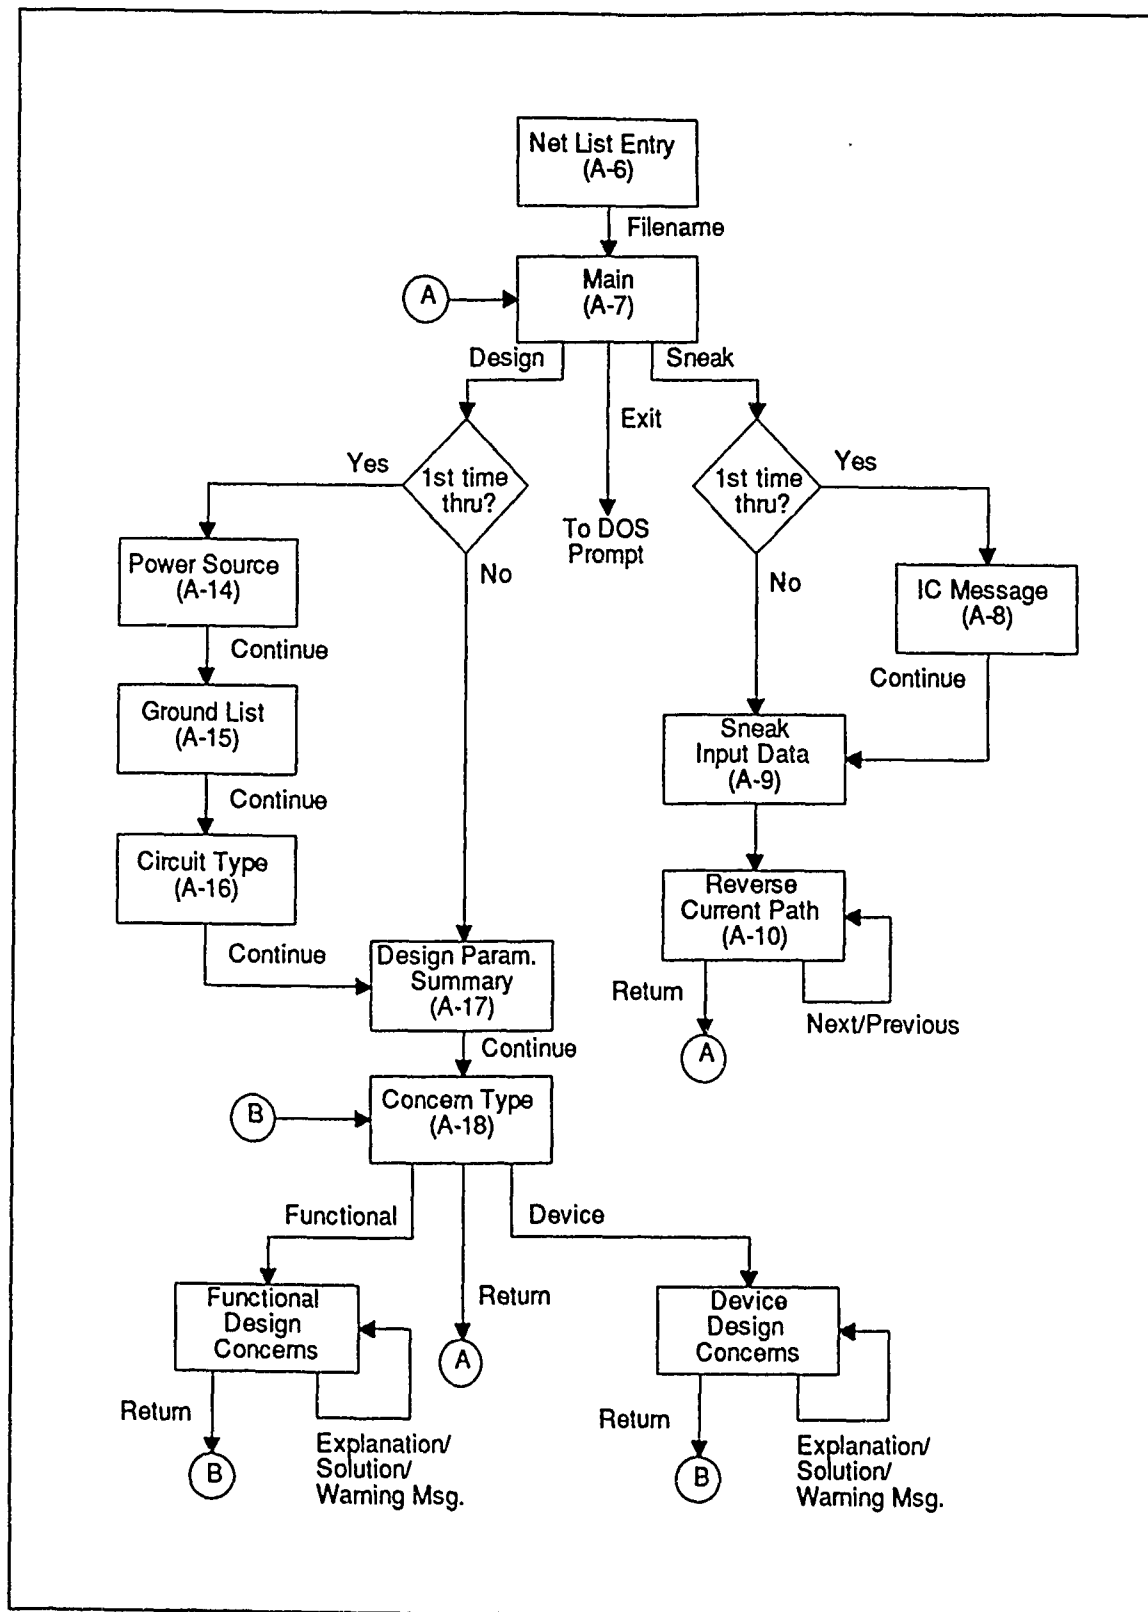 Net List Entry
(A-6)
Filename
A
Main
(A-7)
Design
Sneak
Exit
Yes
1st time
thru?
1st time
thru?
Yes
To DOS
Prompt
Power Source
(A-14)
No
No
IC Message
(A-8)
Continue
Continue
Ground List
(A-15)
Sneak
Input Data
(A-9)
Continue
Circuit Type
(A-16)
Reverse
Current Path
(A-10)
Continue
Design Param.
Summary
(A-17)
Return
Next/Previous
Continue
A
B
Concern Type
(A-18)
Functional
Device
Functional
Design
Concerns
Return
Device
Design
Concerns
A
Return
Return
Explanation/
Solution/
Warning Msg.
Explanation/
Solution/
Warning Msg.
B
B